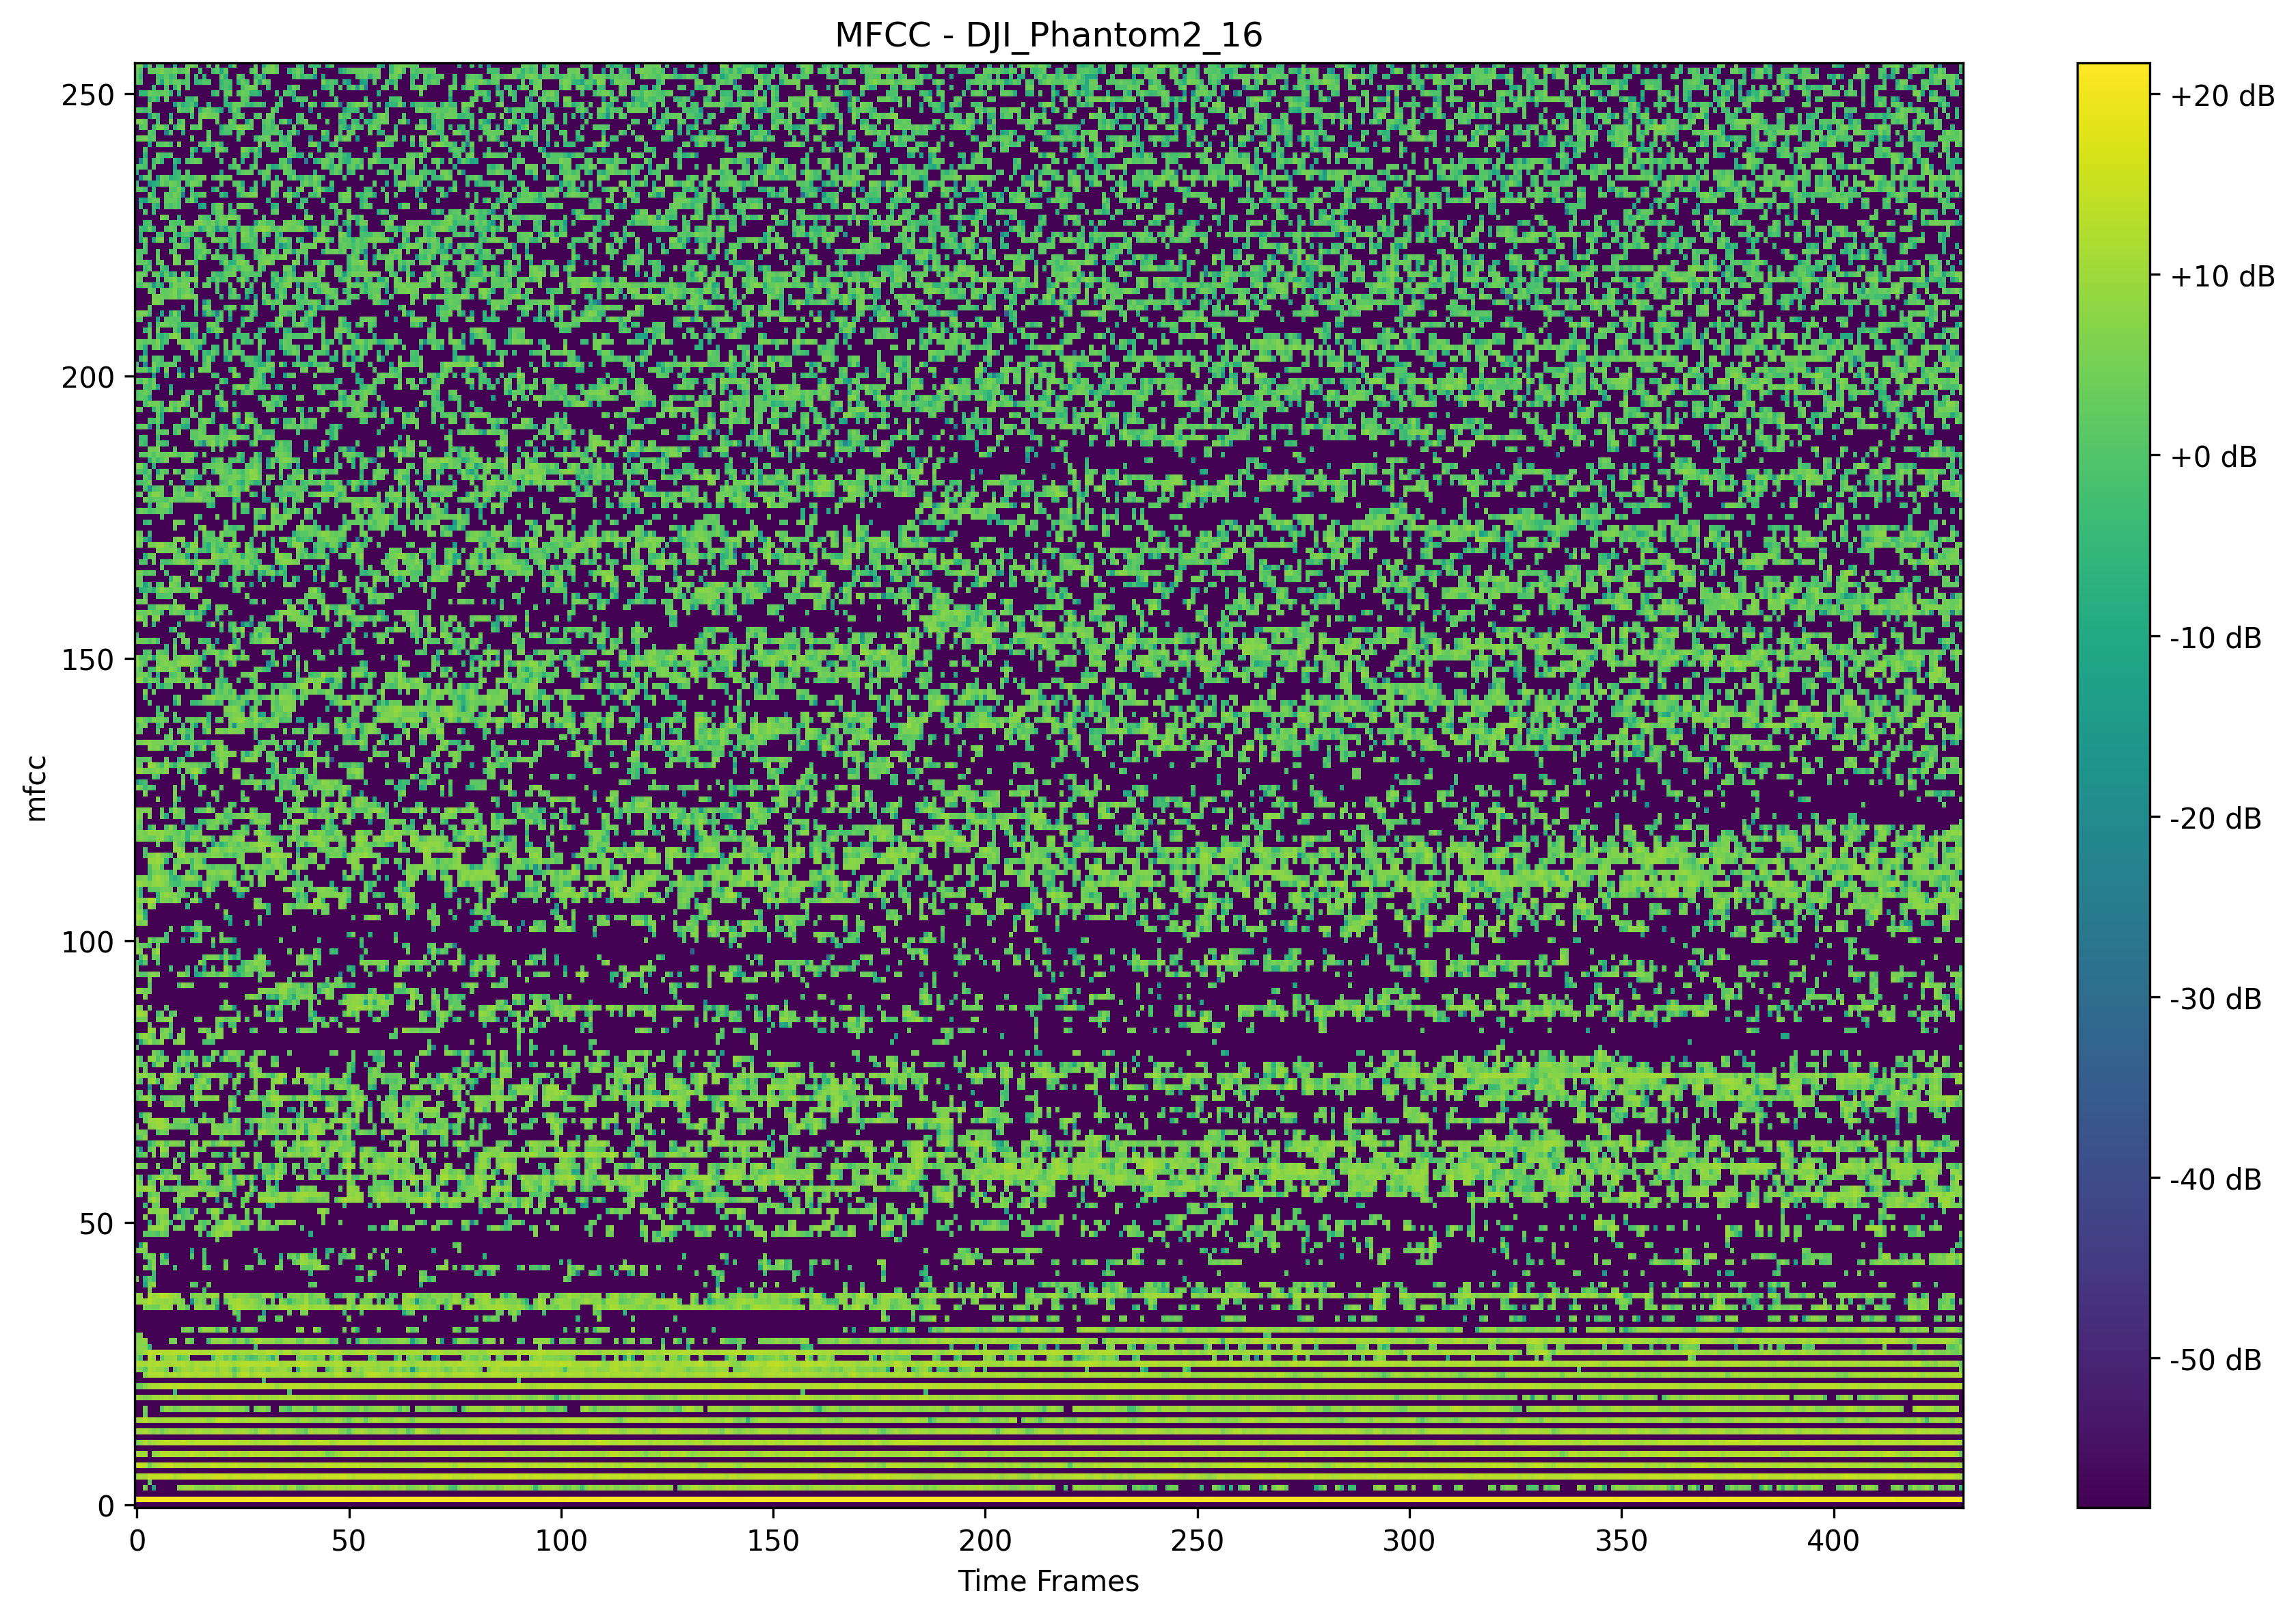 MFCC - DJI_Phantom2_16
250
200
150
100
50
0
mfcc
0 50 100 150 200 250 300 350 400
Time Frames
+20 dB
+10 dB
+0 dB
-10 dB
-20 dB
-30 dB
-40 dB
-50 dB